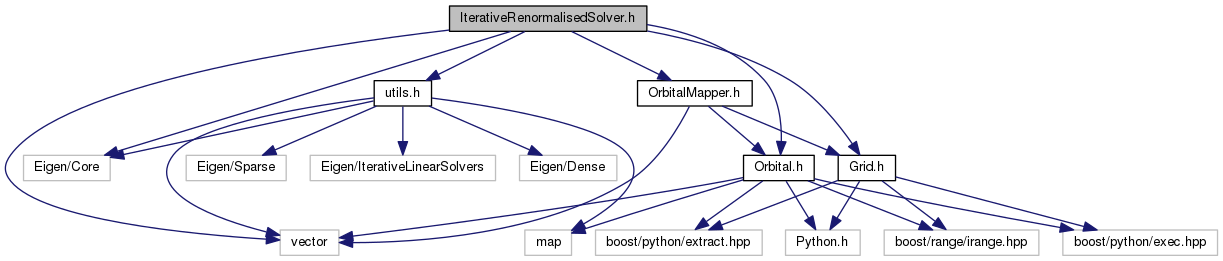 IterativeRenormalisedSolver.h
utils.h
OrbitalMapper.h
Eigen/Core
Eigen/Sparse
Eigen/IterativeLinearSolvers
Eigen/Dense
Orbital.h
Grid.h
vector
map
boost/python/extract.hpp
Python.h
boost/range/irange.hpp
boost/python/exec.hpp